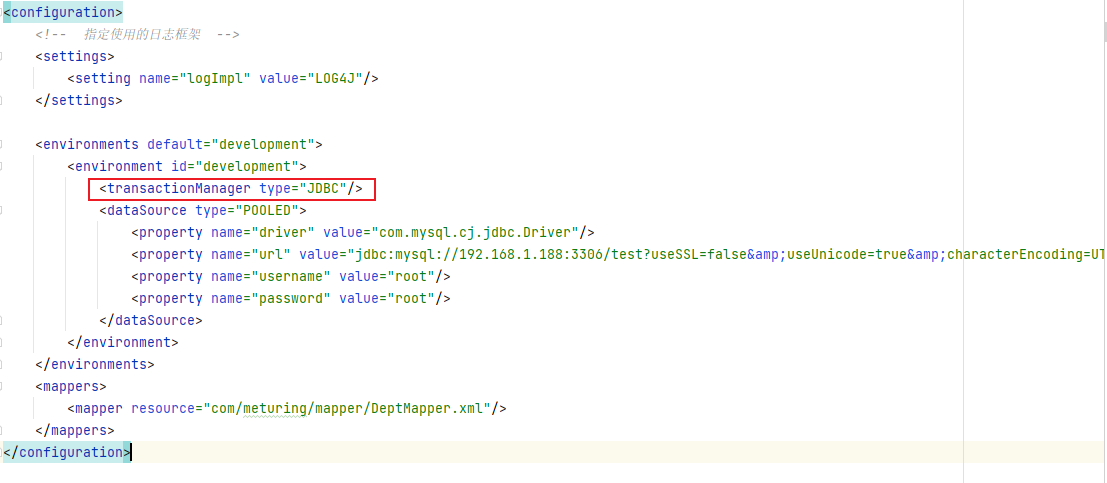 <configuration>
<!--  指定使用的日志框架  -->
<settings>
<setting name="logImpl" value="LOG4J"/>
</settings>
<environments default="development">
<environment id="development">
<transactionManager type="JDBC"/>
<dataSource type="POOLED">
<property name="driver" value="com.mysql.cj.jdbc.Driver"/>
<property name="url" value="jdbc:mysql://192.168.1.188:3306/test?useSSL=false&amp;useUnicode=true&amp;characterEncoding=UT
<property name="username" value="root"/>
<property name="password" value="root"/>
</dataSource>
</environment>
</environments>
<mappers>
<mapper resource="com/meturing/mapper/DeptMapper.xml"/>
</mappers>
</configuration>